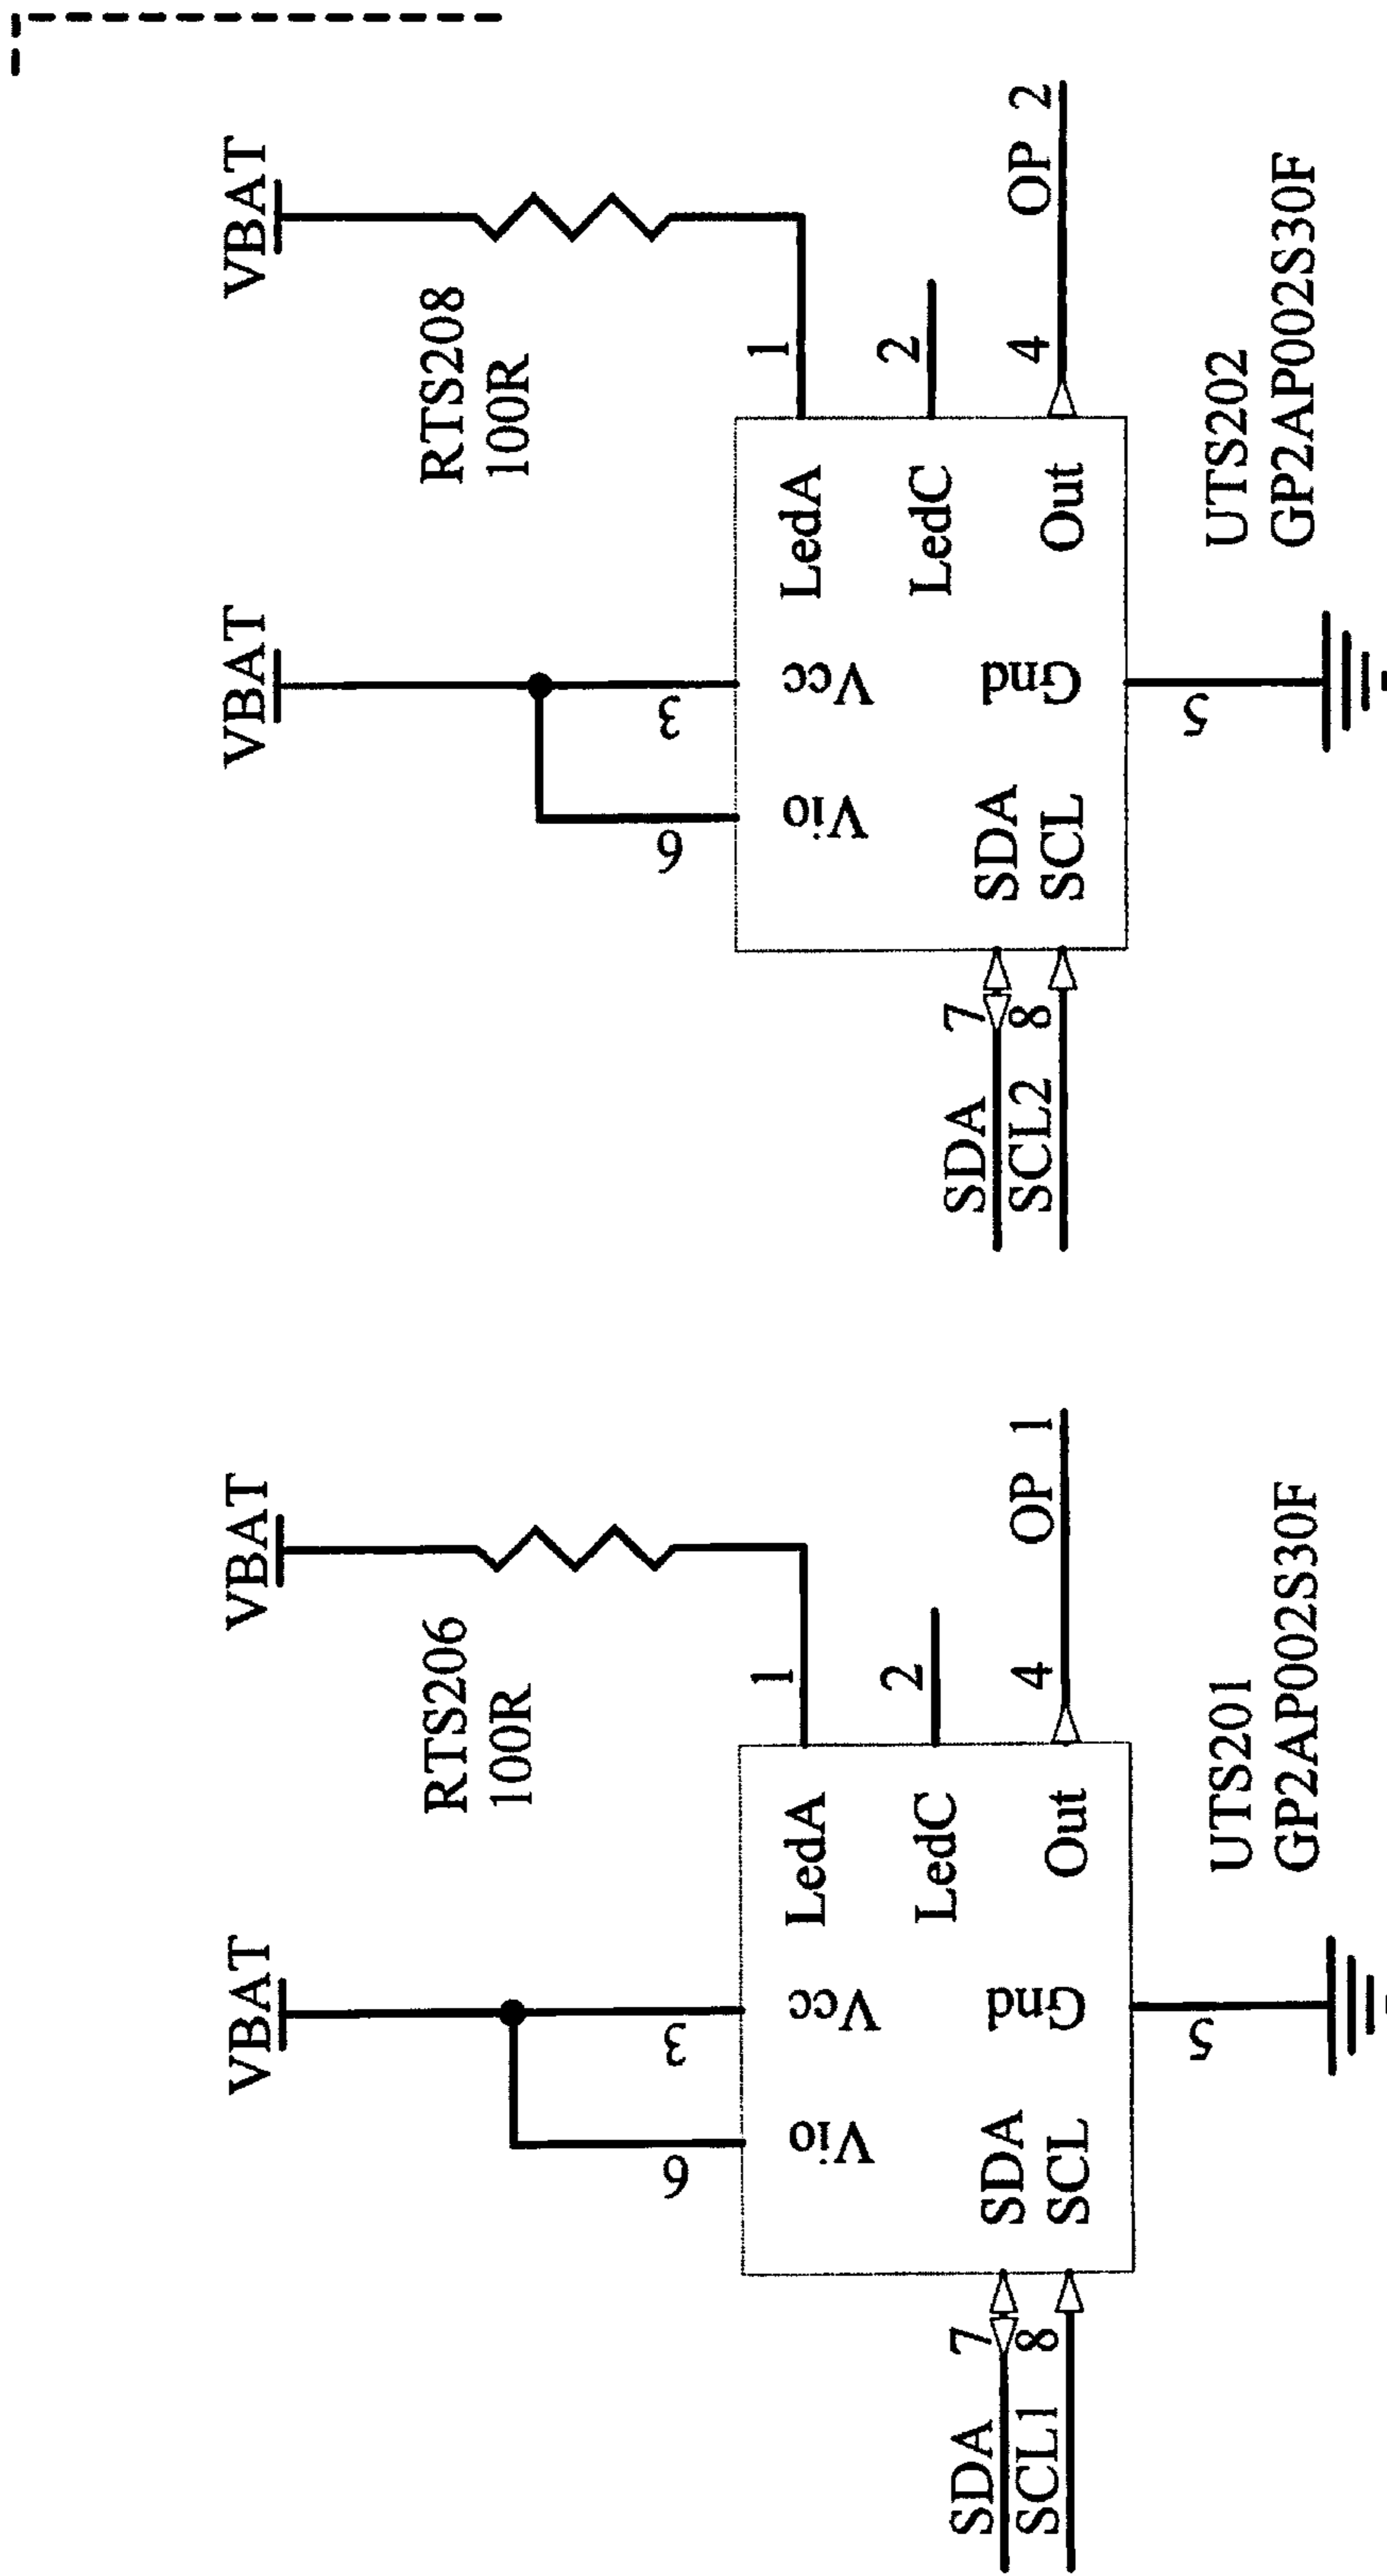 VBAT
VBAT
RTS206
100R
6
3
1
Vio
Vcc
LedA
2
LedC
SDA
7
SDA
Gnd
Out
4
OP 1
SCL1
8
SCL
5
UTS201
GP2AP002S30F
VBAT
VBAT
RTS208
100R
6
3
1
Vio
Vcc
LedA
2
LedC
SDA
7
SDA
Gnd
Out
4
OP 2
SCL2
8
SCL
5
UTS202
GP2AP002S30F